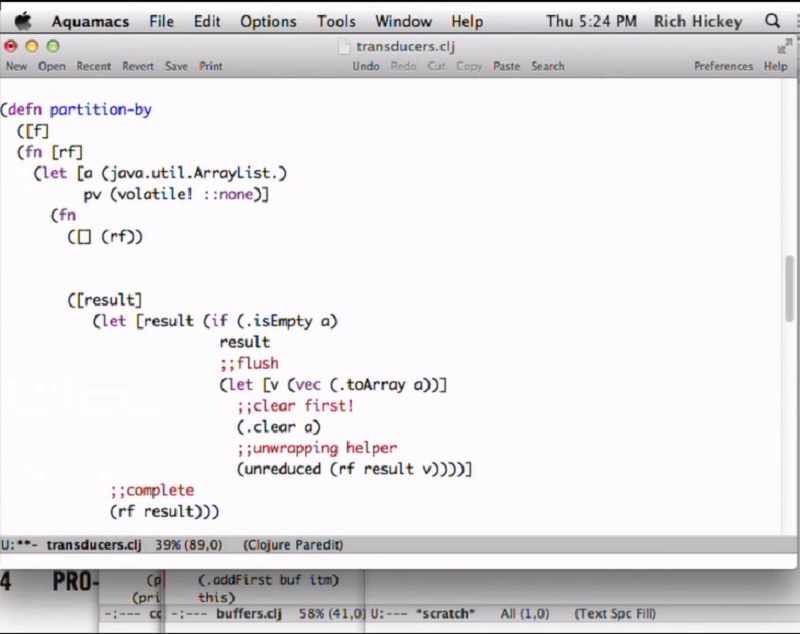 Aquamacs File Edit Options Tools Window Help Thu 5:24 PM Rich Hickey
transducers.clj
New Open Recent Revert Save Print Undo Redo Cut Copy Paste Search Preferences Help
(defn partition-by
([f]
(fn [rf]
(let [a (java.util.ArrayList.)
pv (volatile! ::none)]
(fn
([] (rf))
([result]
(let [result (if (.isEmpty a)
result
;;flush
(let [v (vec (.toArray a))]
;;clear first!
(.clear a)
;;unwrapping helper
(unreduced (rf result v))))]
;;complete
(rf result)))
U:**- transducers.clj 39% (89,0) (Clojure Paredit)
4 PRO- (p (.addFirst buf itm)
(pri this)
-:--- cc -:--- buffers.clj 58% (41,0) U:--- *scratch* All (1,0) (Text Spc Fill)